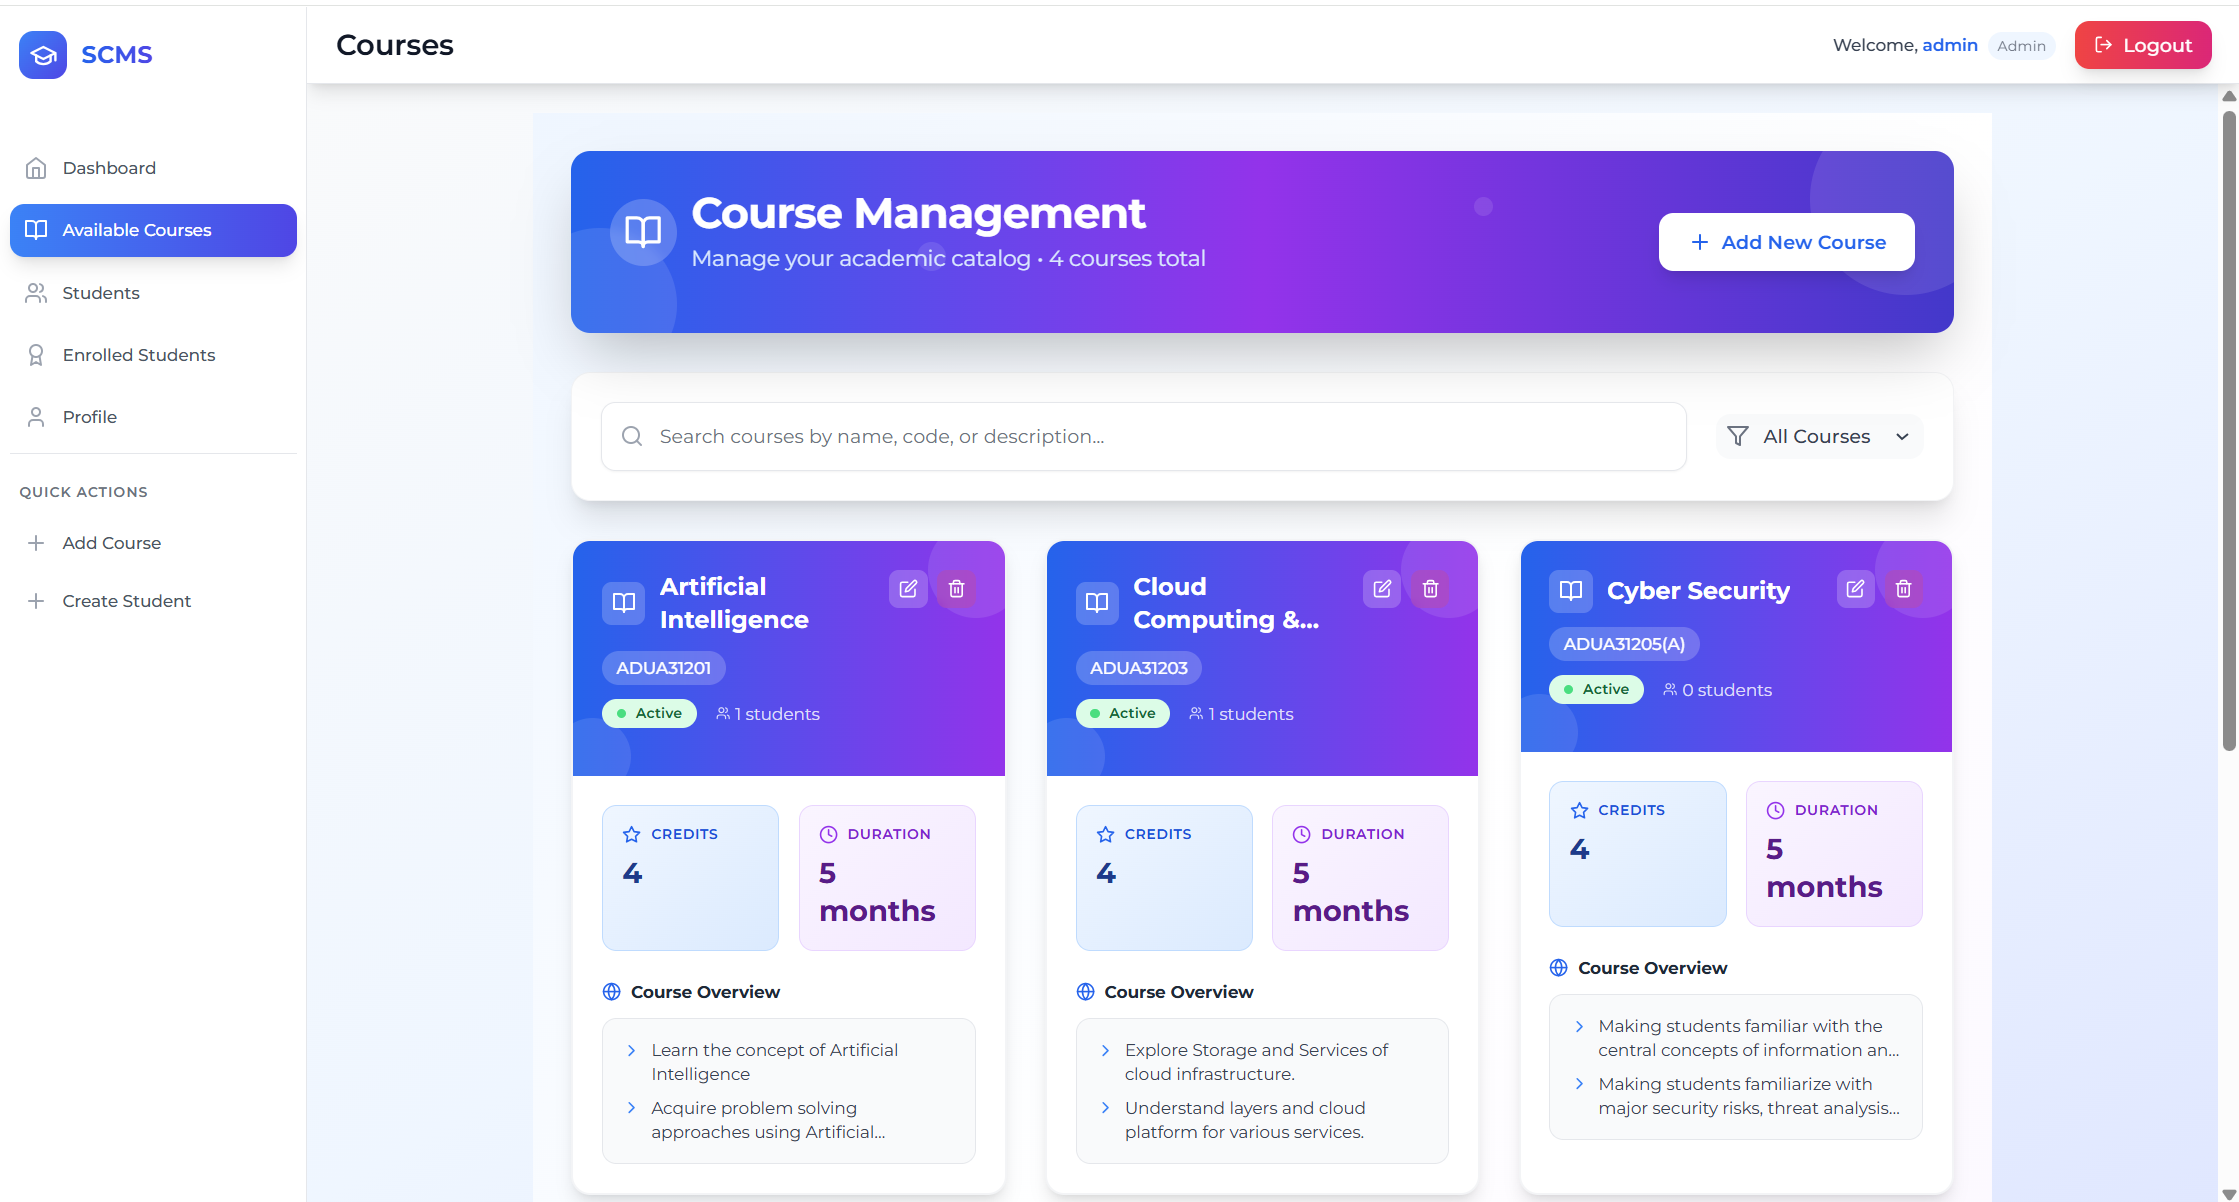 SCMS
Courses
Welcome, admin
Admin
Logout
Dashboard
Available Courses
Students
Enrolled Students
Profile
QUICK ACTIONS
Add Course
Create Student
Course Management
Manage your academic catalog • 4 courses total
Add New Course
Search courses by name, code, or description...
All Courses
Artificial
Intelligence
ADUA31201
Active
1 students
CREDITS
4
DURATION
5
months
Course Overview
Learn the concept of Artificial
Intelligence
Acquire problem solving
approaches using Artificial...
Cloud
Computing &...
ADUA31203
Active
1 students
CREDITS
4
DURATION
5
months
Course Overview
Explore Storage and Services of
cloud infrastructure.
Understand layers and cloud
platform for various services.
Cyber Security
ADUA31205(A)
Active
0 students
CREDITS
4
DURATION
5
months
Course Overview
Making students familiar with the
central concepts of information an...
Making students familiarize with
major security risks, threat analysis...